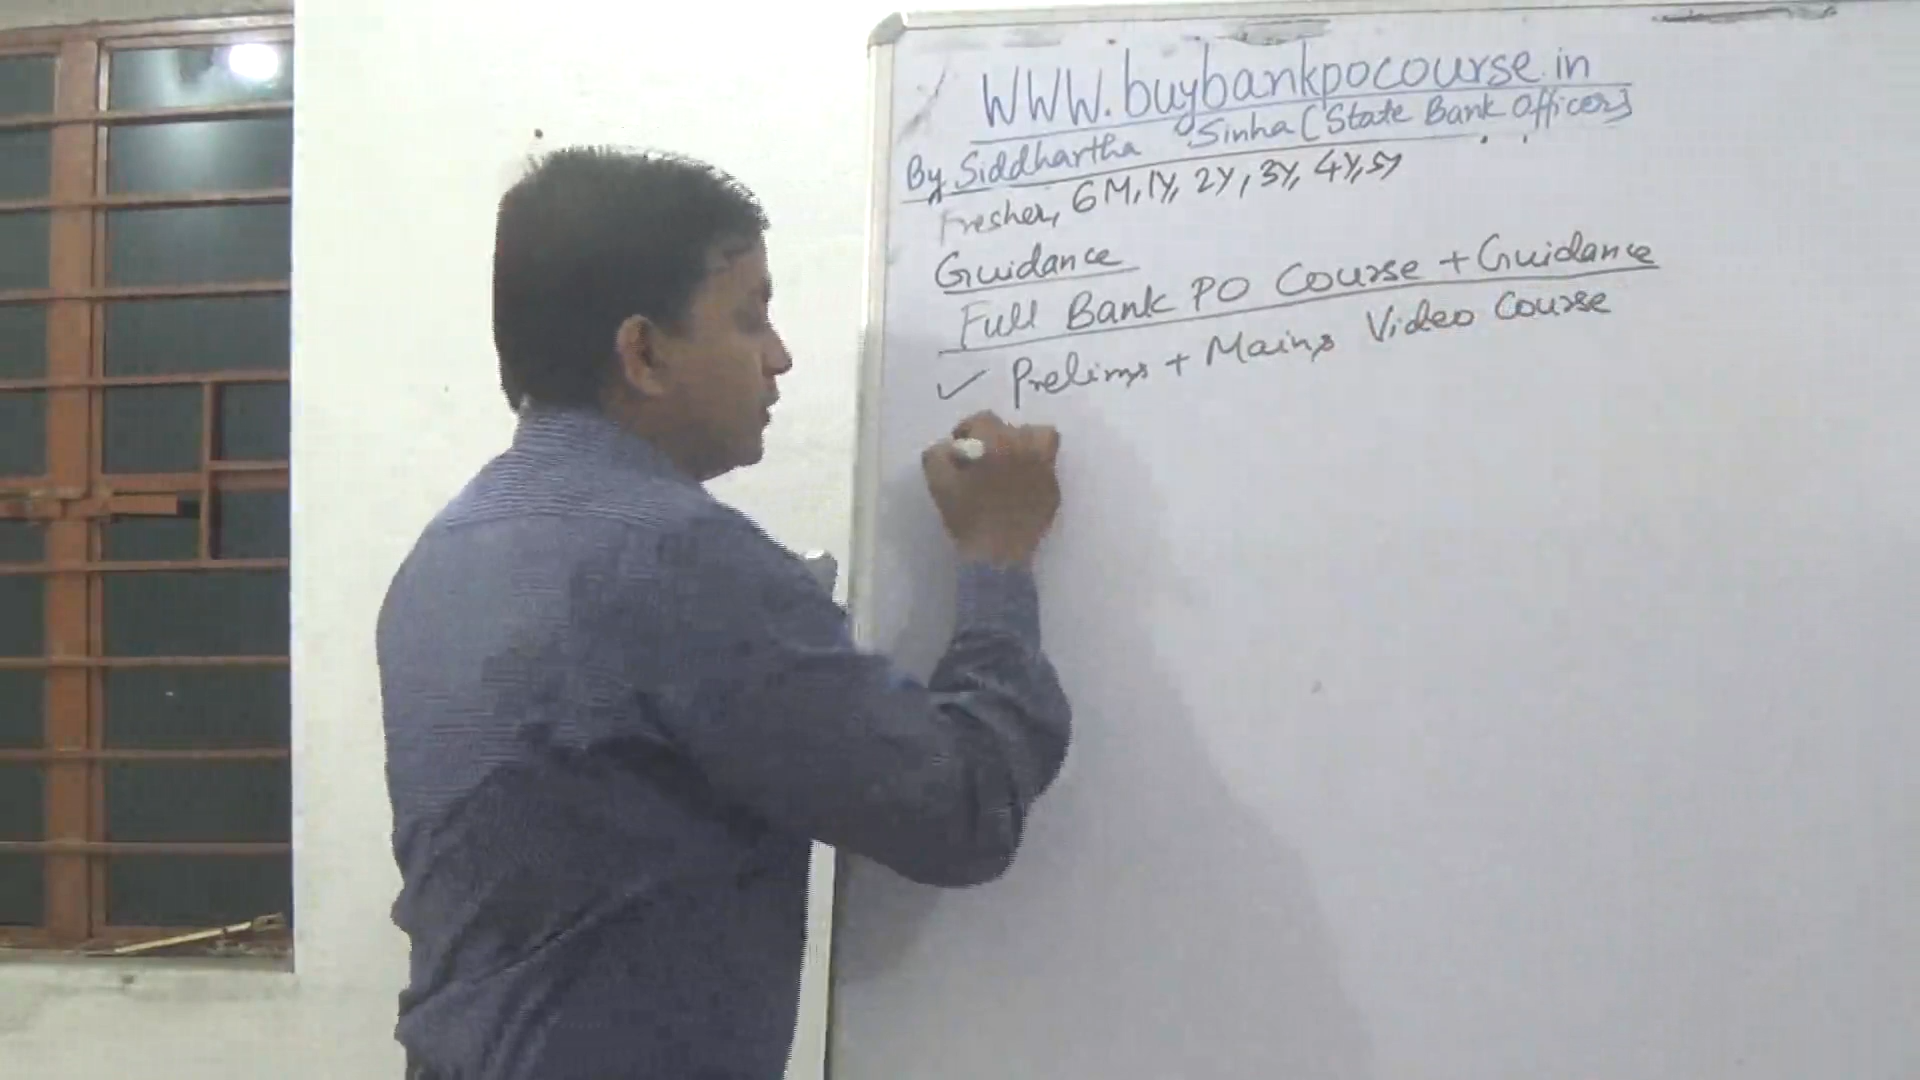 WWW.buybankpocourse.in
By Siddhartha Sinha (State Bank Officer)
Fresher, 6M, 1Y, 2Y, 3Y, 4Y, 5Y
Guidance
Full Bank PO Course + Guidance
✓ Prelims + Mains Video Course